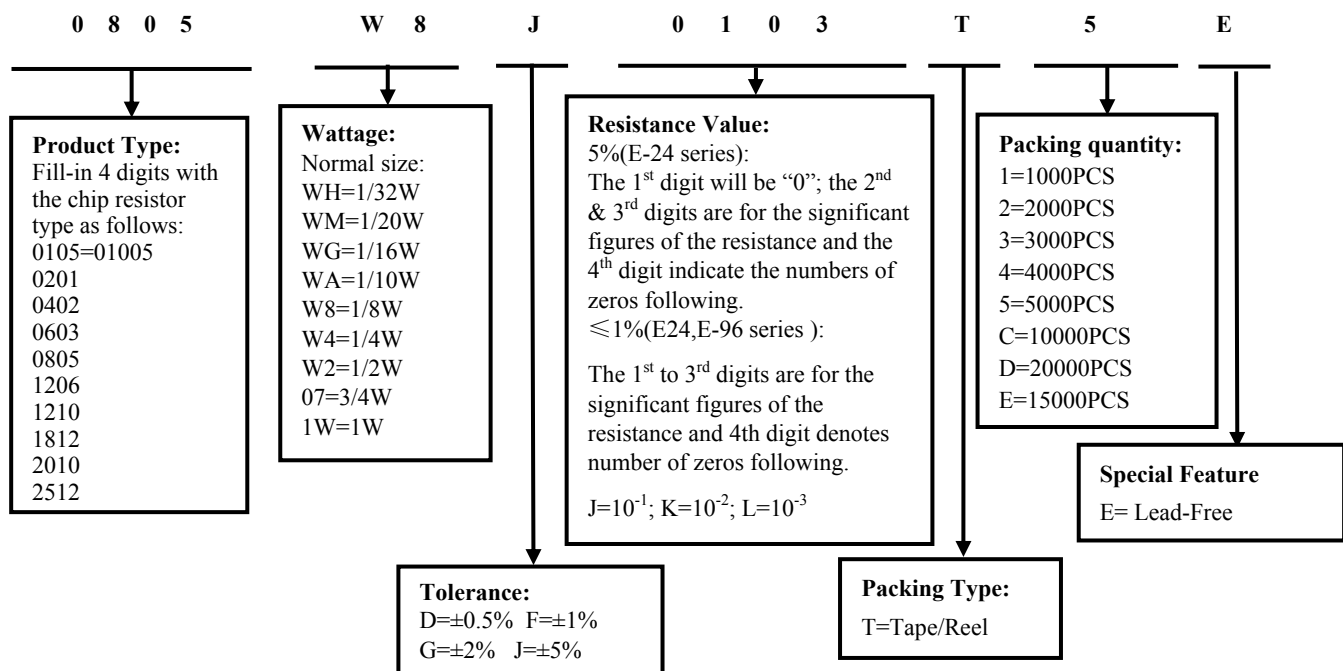 0 8 0 5 W 8 J 0 1 0 3 T 5 E
Product Type:
Fill-in 4 digits with
the chip resistor
type as follows:
0105=01005
0201
0402
0603
0805
1206
1210
1812
2010
2512
Wattage:
Normal size:
WH=1/32W
WM=1/20W
WG=1/16W
WA=1/10W
W8=1/8W
W4=1/4W
W2=1/2W
07=3/4W
1W=1W
Tolerance:
D=±0.5% F=±1%
G=±2% J=±5%
Resistance Value:
5%(E-24 series):
The 1st digit will be “0”; the 2nd
& 3rd digits are for the significant
figures of the resistance and the
4th digit indicate the numbers of
zeros following.
≤1%(E24,E-96 series ):
The 1st to 3rd digits are for the
significant figures of the
resistance and 4th digit denotes
number of zeros following.
J=10-1; K=10-2; L=10-3
Packing Type:
T=Tape/Reel
Packing quantity:
1=1000PCS
2=2000PCS
3=3000PCS
4=4000PCS
5=5000PCS
C=10000PCS
D=20000PCS
E=15000PCS
Special Feature
E= Lead-Free